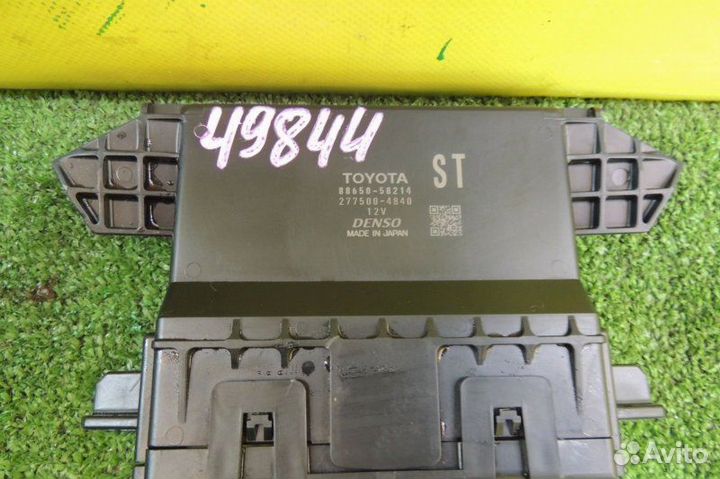 49844
TOYOTA ST
88650-58214
277500-4840
12V
DENSO
MADE IN JAPAN
Avito